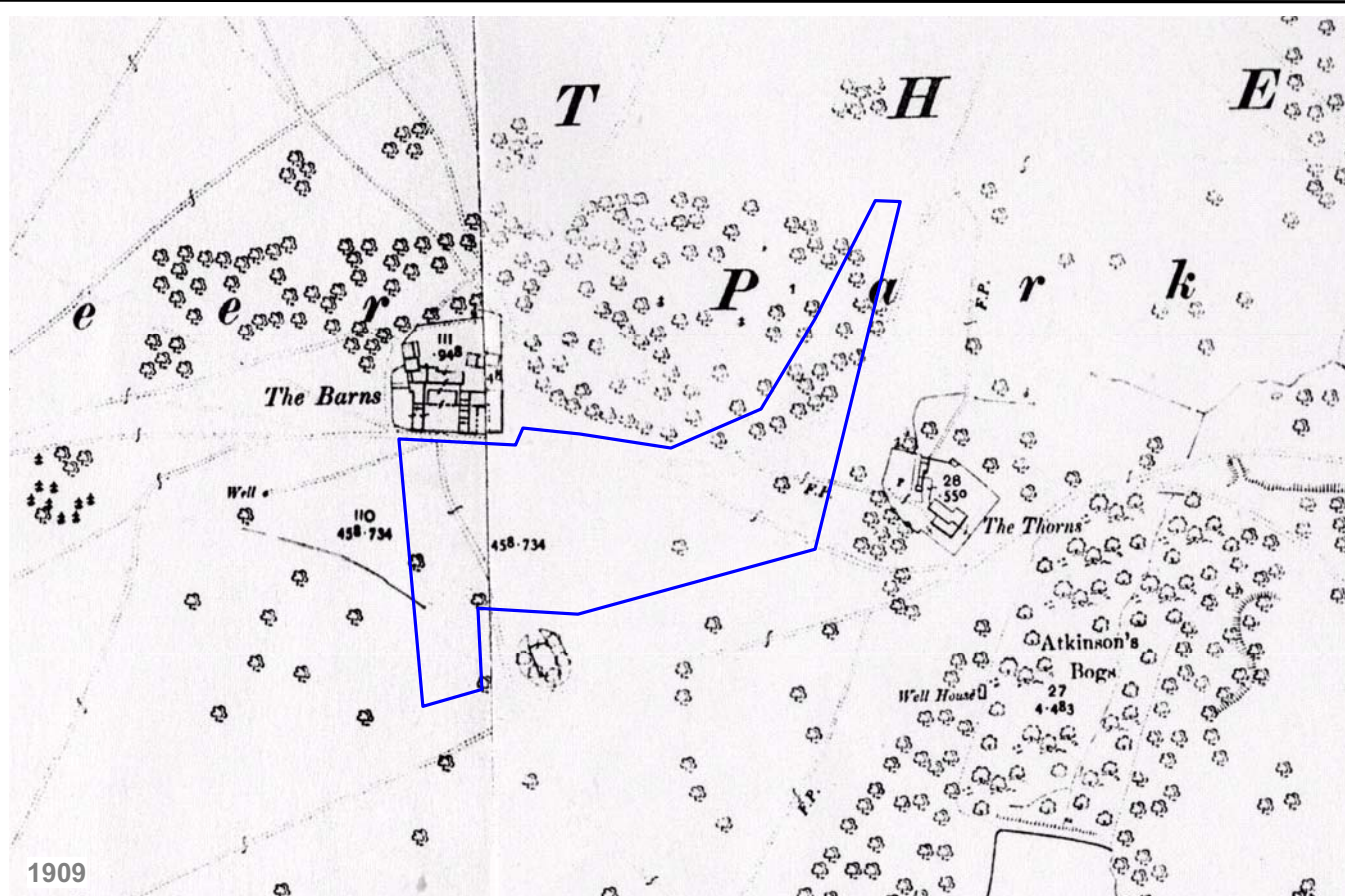 T H E
e e r P a r k
F.P.
111
.948
The Barns
Well
110
458.734
458.734
F.P.
28
.550
The Thorns
Atkinson's
Bogs
Well House
27
4.483
F.P.
1909